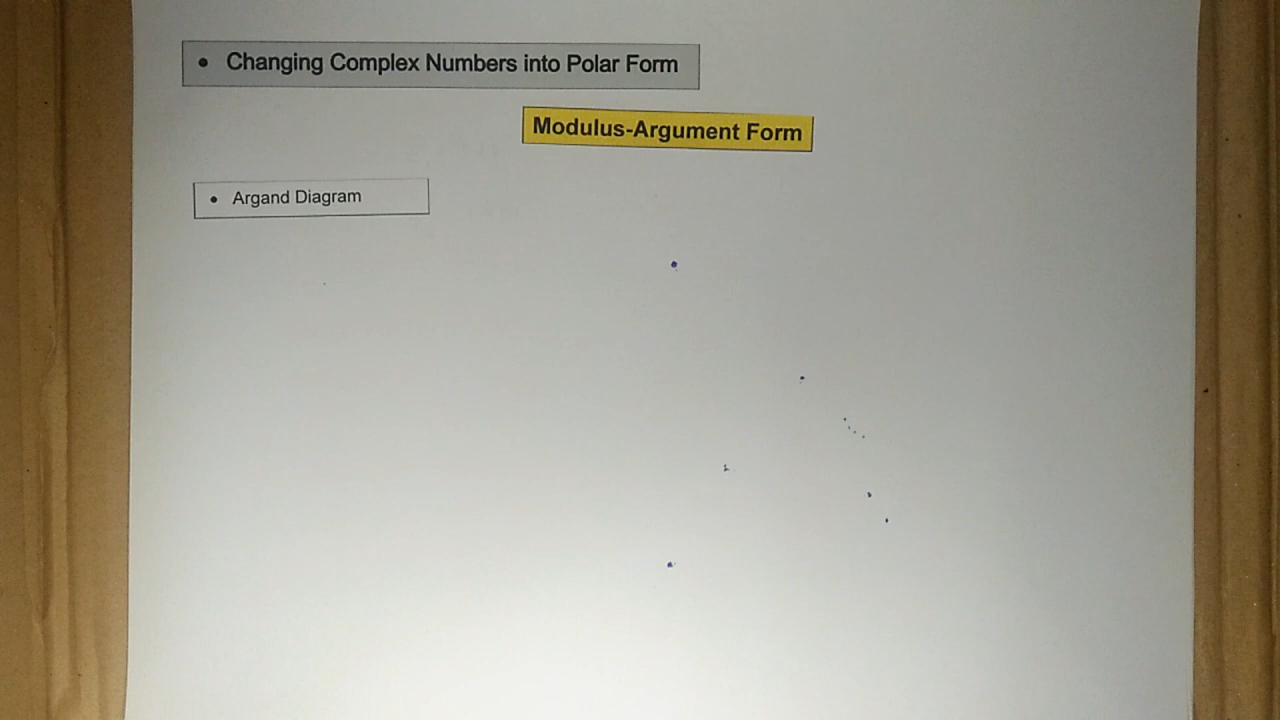 • Changing Complex Numbers into Polar Form
Modulus-Argument Form
• Argand Diagram